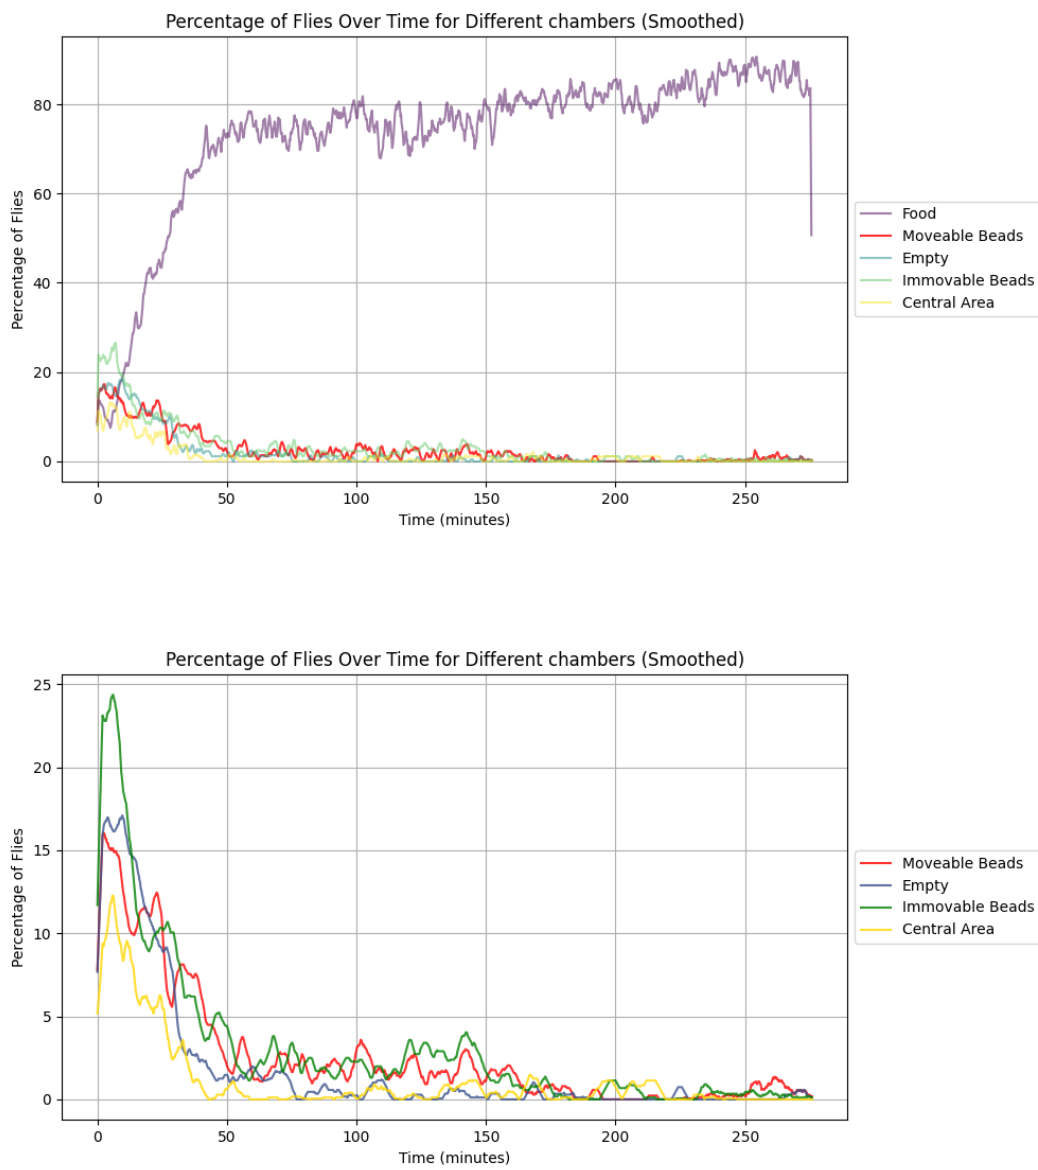 Percentage of Flies Over Time for Different chambers (Smoothed)
Percentage of Flies
80
60
40
20
0
0 50 100 150 200 250
Time (minutes)
Food
Moveable Beads
Empty
Immovable Beads
Central Area
Percentage of Flies Over Time for Different chambers (Smoothed)
Percentage of Flies
25
20
15
10
5
0
0 50 100 150 200 250
Time (minutes)
Moveable Beads
Empty
Immovable Beads
Central Area